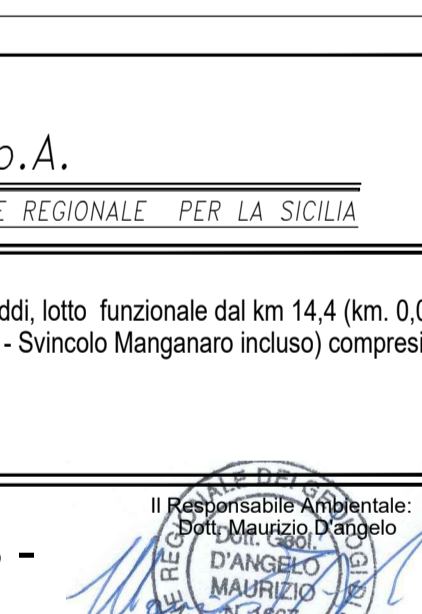 p.A.
E REGIONALE PER LA SICILIA
ddi, lotto funzionale dal km 14,4 (km. 0,0
- Svincolo Manganaro incluso) compresi
Il Responsabile Ambientale:
Dott. Maurizio D'angelo
Dott. Geol.
D'ANGELO
MAURIZIO